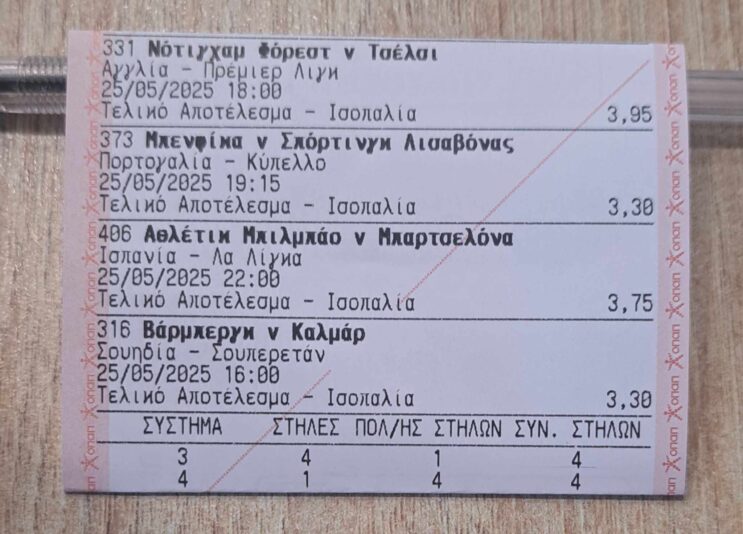 331 Νότιγχαμ Φόρεστ v Τσέλσι
Αγγλία - Πρέμιερ Λιγκ
25/05/2025 18:00
Τελικό Αποτέλεσμα - Ισοπαλία 3,95
373 Μπενφίκα v Σπόρτινγκ Λισαβόνας
Πορτογαλία - Κύπελλο
25/05/2025 19:15
Τελικό Αποτέλεσμα - Ισοπαλία 3,30
406 Αθλέτικ Μπιλμπάο v Μπαρτσελόνα
Ισπανία - Λα Λίγκα
25/05/2025 22:00
Τελικό Αποτέλεσμα - Ισοπαλία 3,75
316 Βάρμπεργκ v Καλμάρ
Σουηδία - Σουπερετάν
25/05/2025 16:00
Τελικό Αποτέλεσμα - Ισοπαλία 3,30
ΣΥΣΤΗΜΑ ΣΤΗΛΕΣ ΠΟΛ/ΗΣ ΣΤΗΛΩΝ ΣΥΝ. ΣΤΗΛΩΝ
3 4 1 4
4 1 4 4
οπαπ